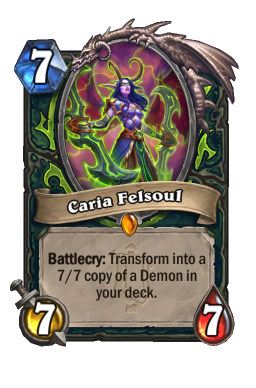 7
Caria Felsoul
Battlecry: Transform into a
7/7 copy of a Demon in
your deck.
7
7